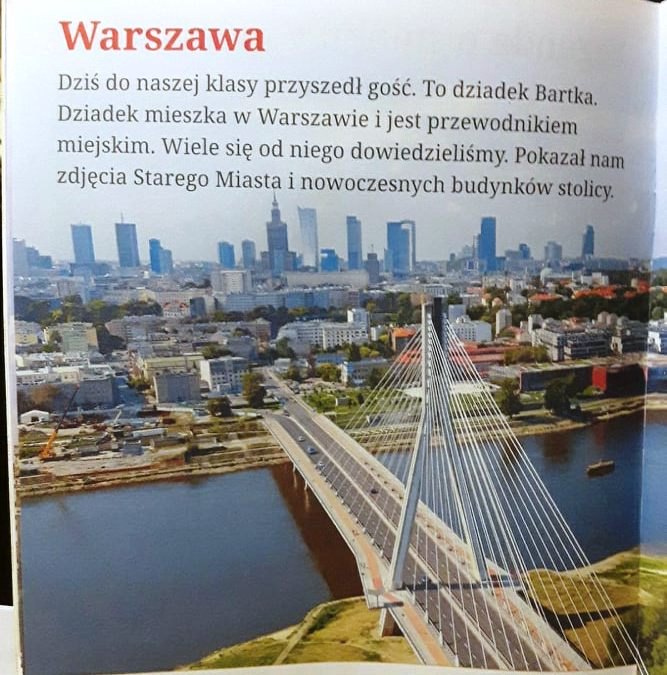 Warszawa
Dziś do naszej klasy przyszedł gość. To dziadek Bartka.
Dziadek mieszka w Warszawie i jest przewodnikiem
miejskim. Wiele się od niego dowiedzieliśmy. Pokazał nam
zdjęcia Starego Miasta i nowoczesnych budynków stolicy.